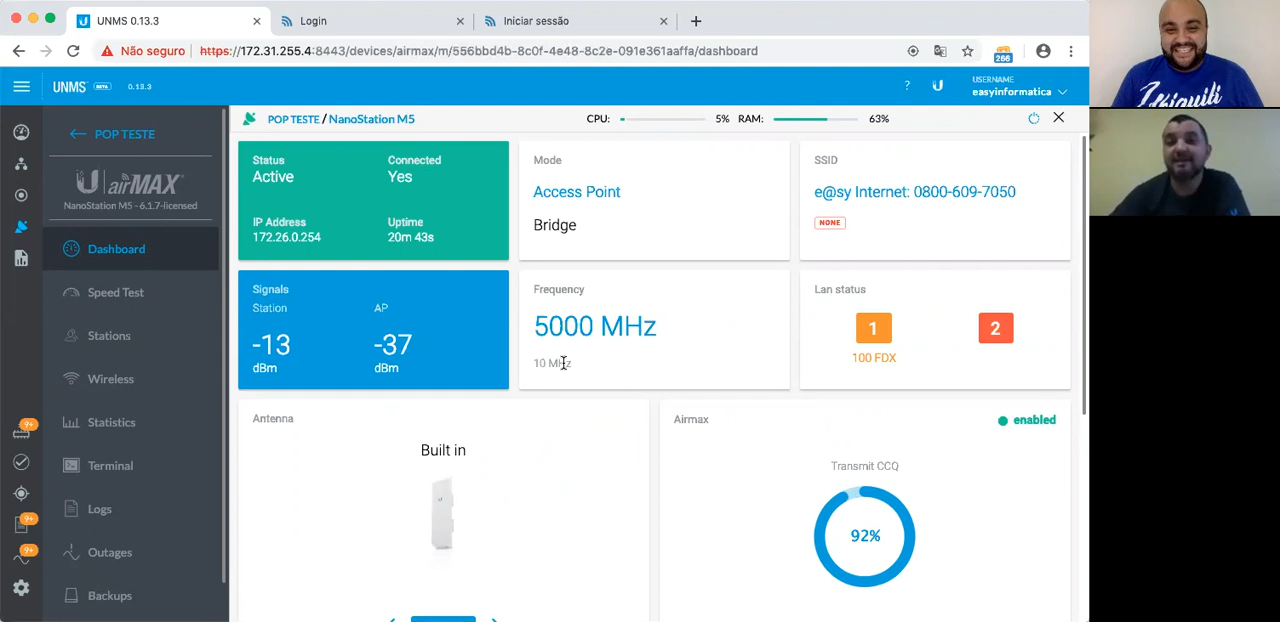 UNMS 0.13.3
Login
Iniciar sessão
Não seguro
https://172.31.255.4:8443/devices/airmax/m/556bbd4b-8c0f-4e48-8c2e-091e361aaffa/dashboard
266
UNMS BETA 0.13.3
?
USERNAME
easyinformatica
POP TESTE
airMAX
NanoStation M5 - 6.1.7-licensed
Dashboard
Speed Test
Stations
Wireless
Statistics
Terminal
Logs
Outages
Backups
9+
9+
9+
POP TESTE / NanoStation M5
CPU: 5% RAM: 63%
Status Connected
Active Yes
IP Address Uptime
172.26.0.254 20m 43s
Mode
Access Point
Bridge
SSID
e@sy Internet: 0800-609-7050
NONE
Signals
Station AP
-13 -37
dBm dBm
Frequency
5000 MHz
10 MHz
Lan status
1 2
100 FDX
Antenna
Built in
Airmax
enabled
Transmit CCQ
92%